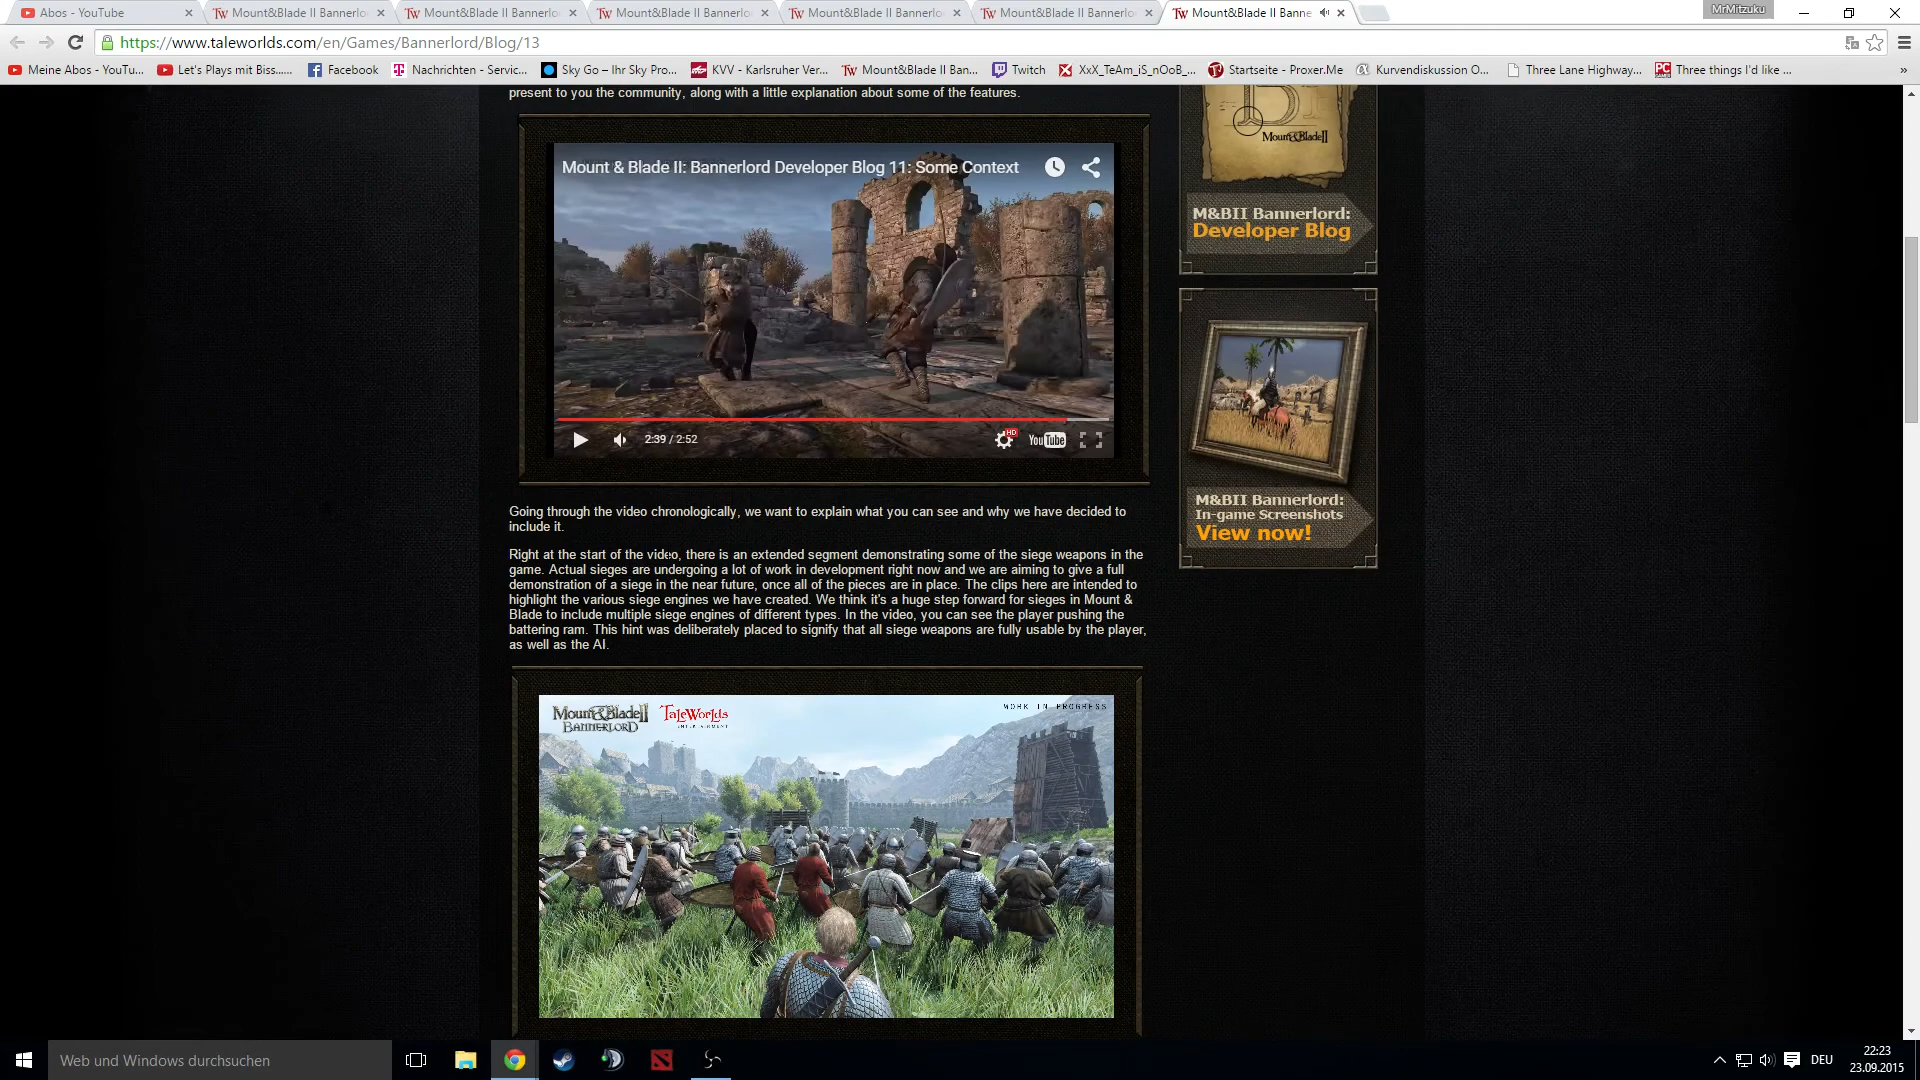 Abos - YouTube
Mount&Blade II Bannerlo
Mount&Blade II Bannerlo
Mount&Blade II Bannerlo
Mount&Blade II Bannerlo
Mount&Blade II Bannerlo
Mount&Blade II Banne
MrMitzuku
https://www.taleworlds.com/en/Games/Bannerlord/Blog/13
Meine Abos - YouTu...
Let's Plays mit Biss......
Facebook
Nachrichten - Servic...
Sky Go – Ihr Sky Pro...
KVV - Karlsruher Ver...
Mount&Blade II Ban...
Twitch
XxX_TeAm_iS_nOoB_...
Startseite - Proxer.Me
Kurvendiskussion O...
Three Lane Highway...
Three things I'd like ...
present to you the community, along with a little explanation about some of the features.
Mount & Blade II: Bannerlord Developer Blog 11: Some Context
2:39 / 2:52
HD
YouTube
Going through the video chronologically, we want to explain what you can see and why we have decided to
include it.
Right at the start of the video, there is an extended segment demonstrating some of the siege weapons in the
game. Actual sieges are undergoing a lot of work in development right now and we are aiming to give a full
demonstration of a siege in the near future, once all of the pieces are in place. The clips here are intended to
highlight the various siege engines we have created. We think it's a huge step forward for sieges in Mount &
Blade to include multiple siege engines of different types. In the video, you can see the player pushing the
battering ram. This hint was deliberately placed to signify that all siege weapons are fully usable by the player,
as well as the AI.
Mount&Blade II
BANNERLORD
TaleWorlds
ENTERTAINMENT
WORK IN PROGRESS
Mount&Blade II
M&BII Bannerlord:
Developer Blog
M&BII Bannerlord:
In-game Screenshots
View now!
Web und Windows durchsuchen
DEU
22:23
23.09.2015